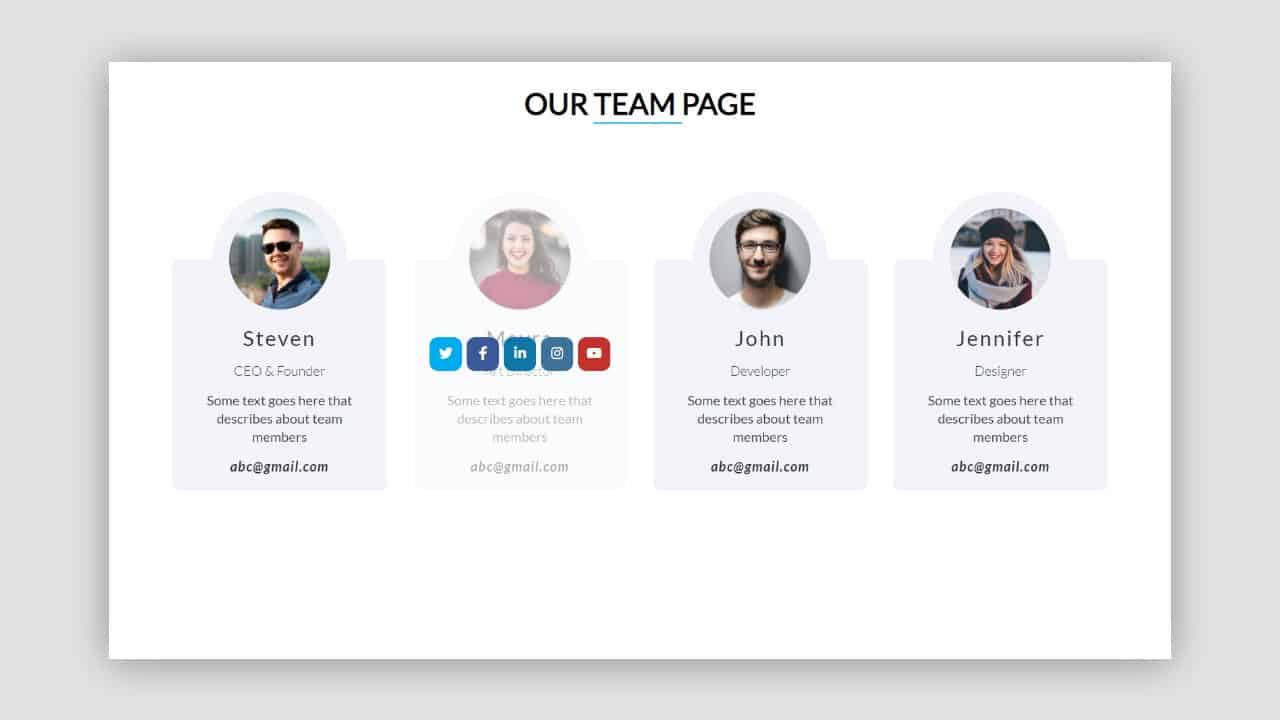 OUR TEAM PAGE
Steven
CEO & Founder
Some text goes here that
describes about team
members
abc@gmail.com
Some text goes here that
describes about team
members
abc@gmail.com
John
Developer
Some text goes here that
describes about team
members
abc@gmail.com
Jennifer
Designer
Some text goes here that
describes about team
members
abc@gmail.com